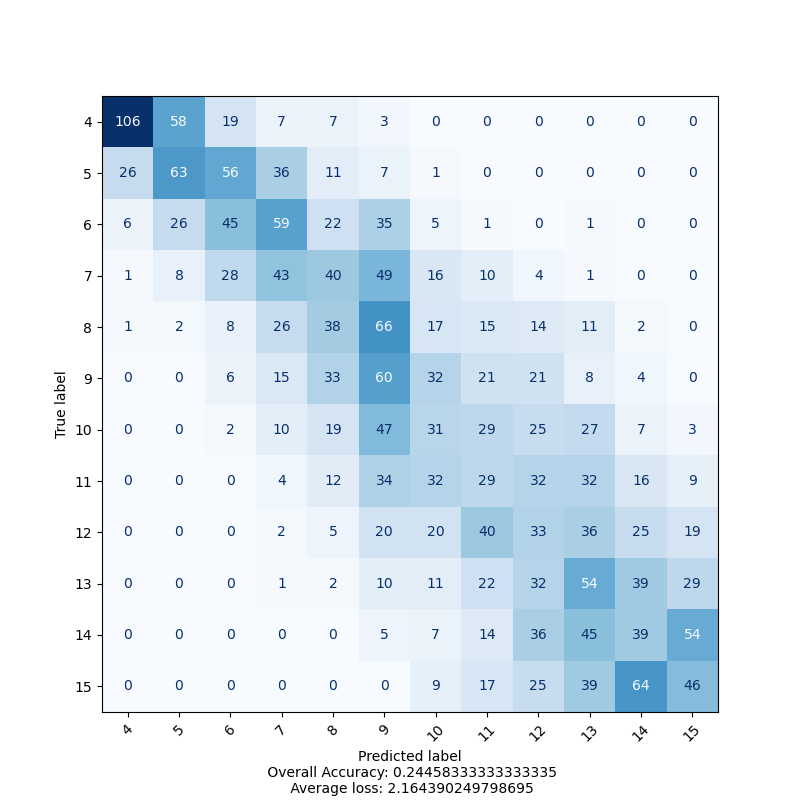 4 106 58 19 7 7 3 0 0 0 0 0 0
5 26 63 56 36 11 7 1 0 0 0 0 0
6 6 26 45 59 22 35 5 1 0 1 0 0
7 1 8 28 43 40 49 16 10 4 1 0 0
8 1 2 8 26 38 66 17 15 14 11 2 0
9 0 0 6 15 33 60 32 21 21 8 4 0
True label
10 0 0 2 10 19 47 31 29 25 27 7 3
11 0 0 0 4 12 34 32 29 32 32 16 9
12 0 0 0 2 5 20 20 40 33 36 25 19
13 0 0 0 1 2 10 11 22 32 54 39 29
14 0 0 0 0 0 5 7 14 36 45 39 54
15 0 0 0 0 0 0 9 17 25 39 64 46
4 5 6 7 8 9 10 11 12 13 14 15
Predicted label
Overall Accuracy: 0.24458333333333335
Average loss: 2.164390249798695